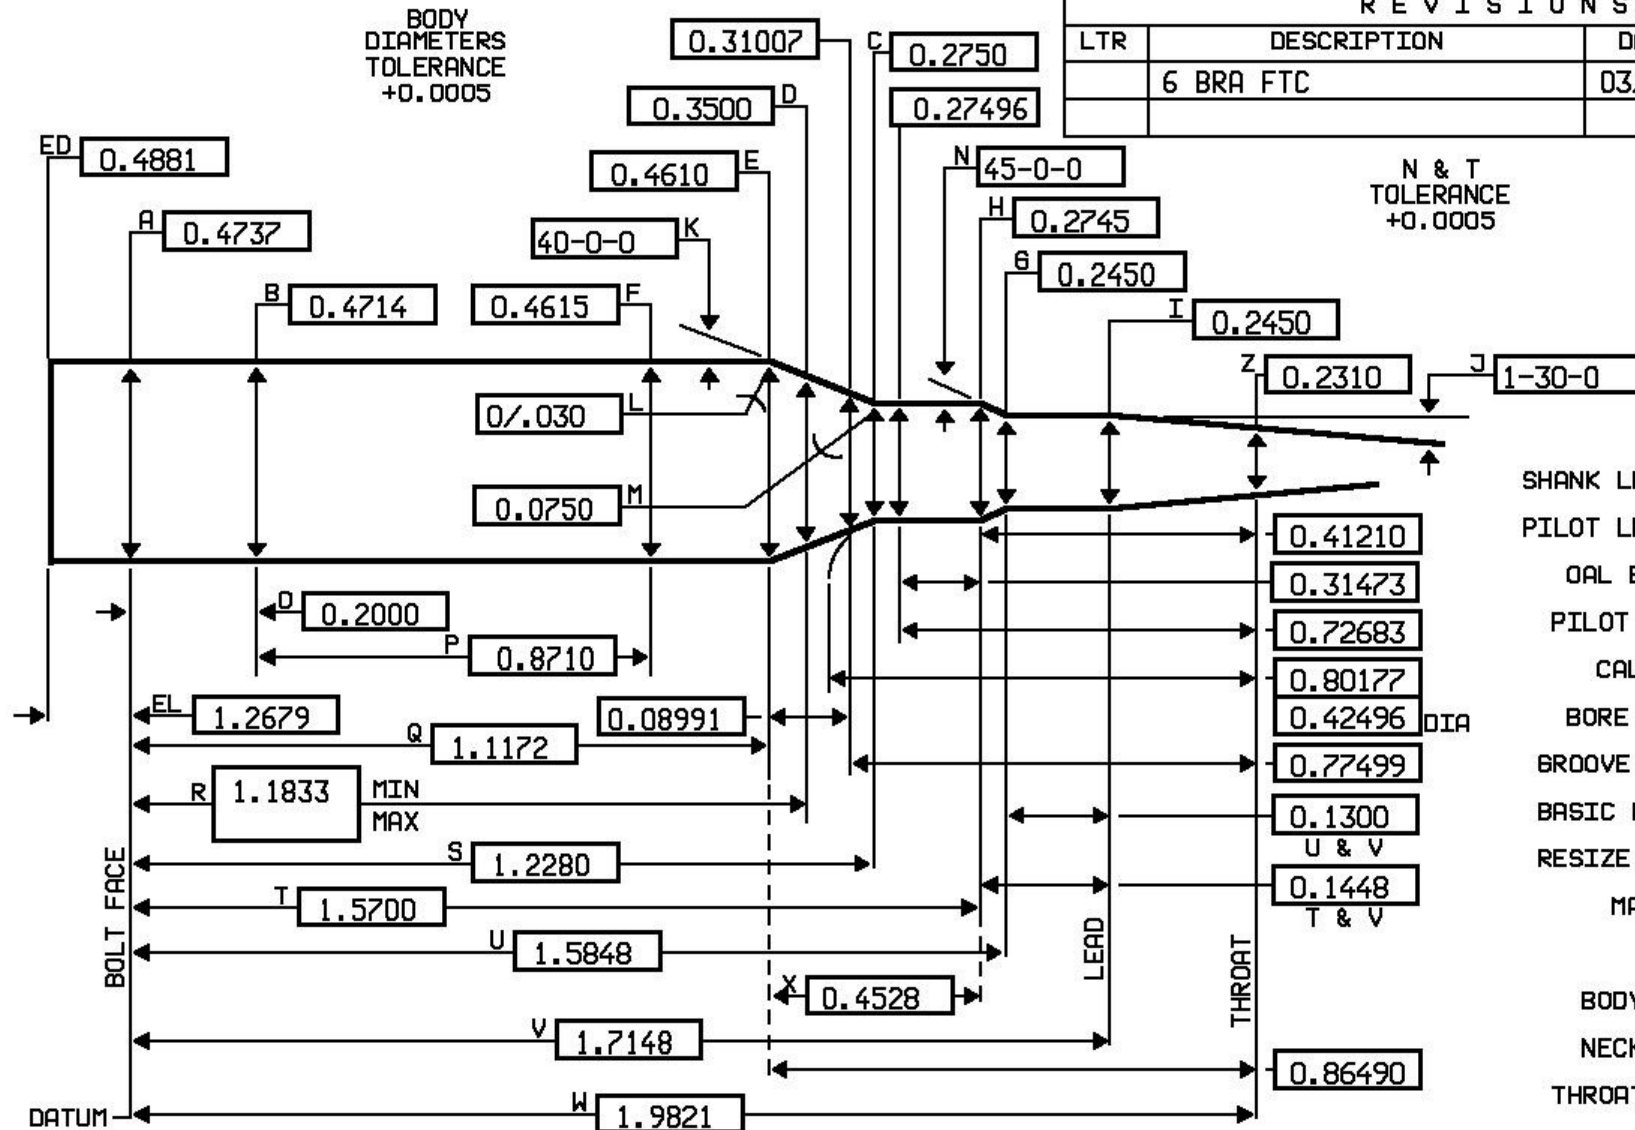 BODY
DIAMETERS
TOLERANCE
+0.0005
REVISIONS
LTR DESCRIPTION
6 BRA FTC 03
0.31007
C 0.2750
0.3500 D
0.27496
ED 0.4881
0.4610 E
N 45-0-0
N & T
TOLERANCE
+0.0005
A 0.4737
40-0-0 K
H 0.2745
G 0.2450
B 0.4714
0.4615 F
I 0.2450
Z 0.2310
J 1-30-0
0/.030 L
0.0750 M
SHANK
0.41210
PILOT
0.31473
OAL
O 0.2000
0.72683
PILOT
P 0.8710
0.80177
EL 1.2679
0.08991
0.42496 DIA
BORE
Q 1.1172
0.77499
GROOVE
R 1.1833 MIN
MAX
0.1300
U & V
BASIC
S 1.2280
RESIZE
0.1448
T & V
T 1.5700
U 1.5848
BOLT FACE
LEAD
THROAT
X 0.4528
V 1.7148
0.86490
BODY
NECK
THROAT
DATUM
W 1.9821